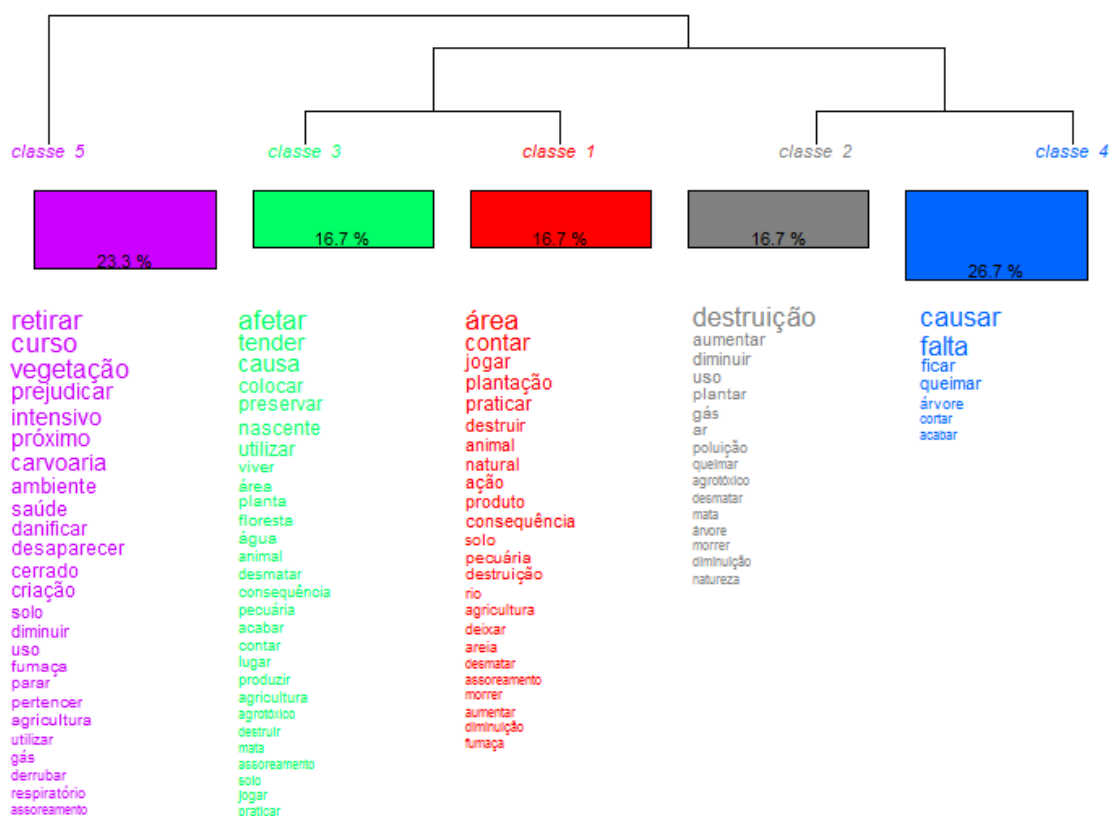 classe 5
classe 3
classe 1
classe 2
classe 4
23.3 %
16.7 %
16.7 %
16.7 %
26.7 %
retirar
curso
vegetação
prejudicar
intensivo
próximo
carvoaria
ambiente
saúde
danificar
desaparecer
cerrado
criação
solo
diminuir
uso
fumaça
parar
pertencer
agricultura
utilizar
gás
derrubar
respiratório
assoreamento
afetar
tender
causa
colocar
preservar
nascente
utilizar
viver
área
planta
floresta
água
animal
desmatar
consequência
pecuária
acabar
contar
lugar
produzir
agricultura
agrotóxico
destruir
mata
assoreamento
solo
jogar
praticar
área
contar
jogar
plantação
praticar
destruir
animal
natural
ação
produto
consequência
solo
pecuária
destruição
rio
agricultura
deixar
areia
desmatar
assoreamento
morrer
aumentar
diminuição
fumaça
destruição
aumentar
diminuir
uso
plantar
gás
ar
poluição
queimar
agrotóxico
desmatar
mata
árvore
morrer
diminuição
natureza
causar
falta
ficar
queimar
árvore
cortar
acabar